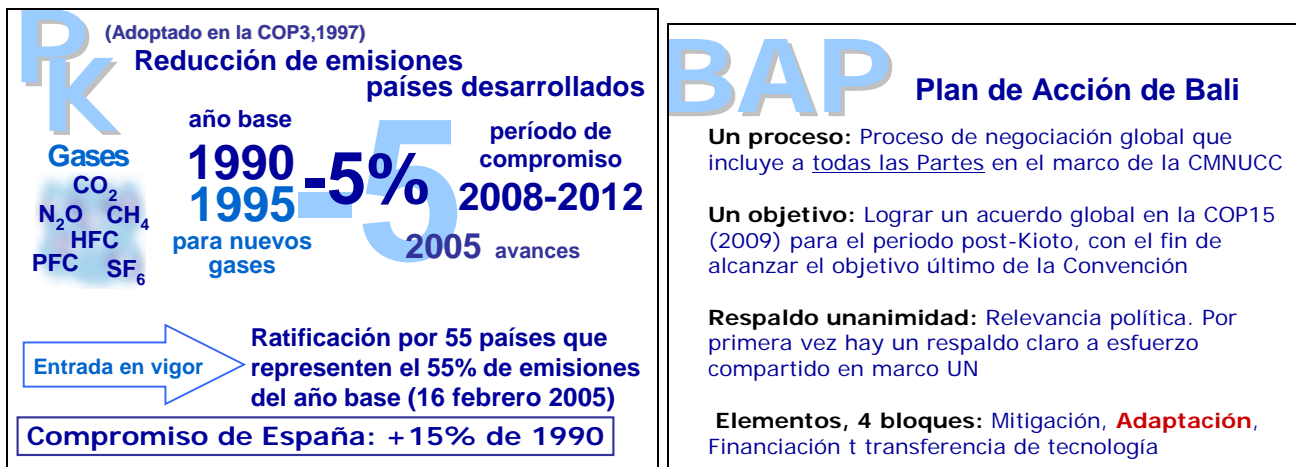 PK
(Adoptado en la COP3,1997)
Reducción de emisiones
países desarrollados
Gases
CO2
N2O CH4
HFC
PFC SF6
año base
1990
1995
para nuevos
gases
-5%
-5
período de
compromiso
2008-2012
2005 avances
Entrada en vigor
Ratificación por 55 países que
representen el 55% de emisiones
del año base (16 febrero 2005)
Compromiso de España: +15% de 1990
BAP
Plan de Acción de Bali
Un proceso: Proceso de negociación global que
incluye a todas las Partes en el marco de la CMNUCC
Un objetivo: Lograr un acuerdo global en la COP15
(2009) para el periodo post-Kioto, con el fin de
alcanzar el objetivo último de la Convención
Respaldo unanimidad: Relevancia política. Por
primera vez hay un respaldo claro a esfuerzo
compartido en marco UN
Elementos, 4 bloques: Mitigación, Adaptación,
Financiación t transferencia de tecnología